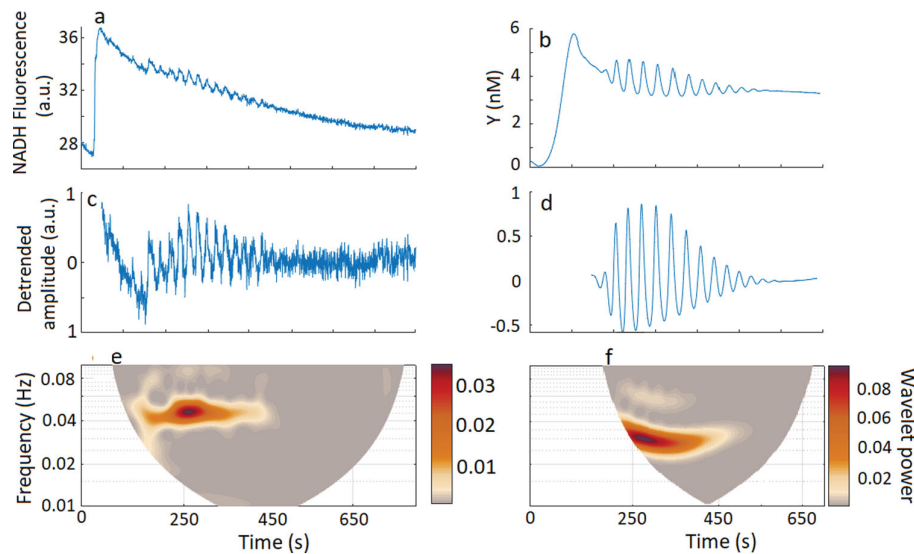 a
NADH Fluorescence
(a.u.)
36
32
28
b
Y (nM)
6
4
2
0
c
Detrended
amplitude (a.u.)
1
0
1
d
1
0.5
0
-0.5
e
Frequency (Hz)
0.08
0.04
0.02
0.01
0
250
450
650
Time (s)
0.03
0.02
0.01
f
0
250
450
650
Time (s)
0.08
0.06
0.04
0.02
Wavelet power